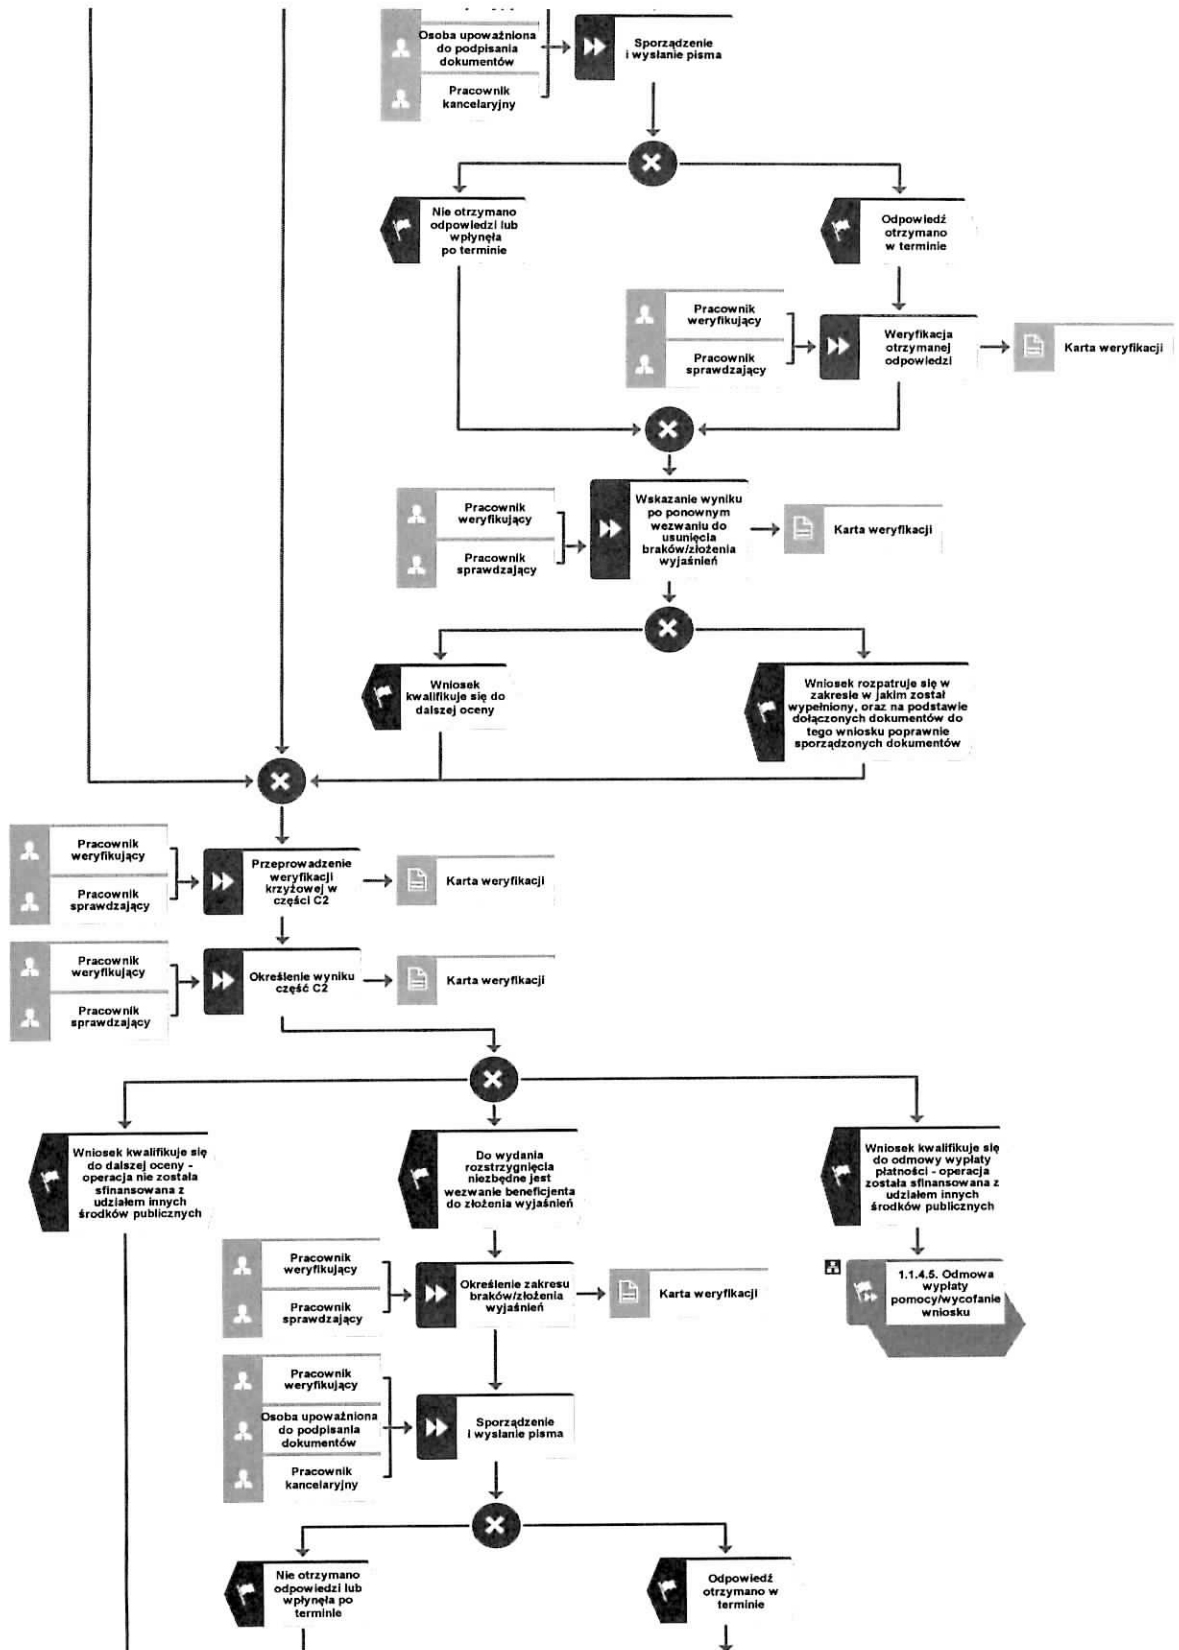 Osoba upoważniona
do podpisania
dokumentów
Pracownik
kancelaryjny
Sporządzenie
i wysłanie pisma
Nie otrzymano
odpowiedzi lub
wpłynęła
po terminie
Odpowiedź
otrzymano
w terminie
Pracownik
weryfikujący
Pracownik
sprawdzający
Weryfikacja
otrzymanej
odpowiedzi
Karta weryfikacji
Pracownik
weryfikujący
Pracownik
sprawdzający
Wskazanie wyniku
po ponownym
wezwaniu do
usunięcia
braków/złożenia
wyjaśnień
Karta weryfikacji
Wniosek
kwalifikuje się do
dalszej oceny
Wniosek rozpatruje się w
zakresie w jakim został
wypełniony, oraz na podstawie
dołączonych dokumentów do
tego wniosku poprawnie
sporządzonych dokumentów
Pracownik
weryfikujący
Pracownik
sprawdzający
Przeprowadzenie
weryfikacji
krzyżowej w
części C2
Karta weryfikacji
Pracownik
weryfikujący
Pracownik
sprawdzający
Określenie wyniku
część C2
Karta weryfikacji
Wniosek kwalifikuje się
do dalszej oceny -
operacja nie została
sfinansowana z
udziałem innych
środków publicznych
Do wydania
rozstrzygnięcia
niezbędne jest
wezwanie beneficjenta
do złożenia wyjaśnień
Wniosek kwalifikuje się
do odmowy wypłaty
płatności - operacja
została sfinansowana z
udziałem innych
środków publicznych
Pracownik
weryfikujący
Pracownik
sprawdzający
Określenie zakresu
braków/złożenia
wyjaśnień
Karta weryfikacji
1.1.4.5. Odmowa
wypłaty
pomocy/wycofanie
wniosku
Pracownik
weryfikujący
Osoba upoważniona
do podpisania
dokumentów
Pracownik
kancelaryjny
Sporządzenie
i wysłanie pisma
Nie otrzymano
odpowiedzi lub
wpłynęła po
terminie
Odpowiedź
otrzymano w
terminie